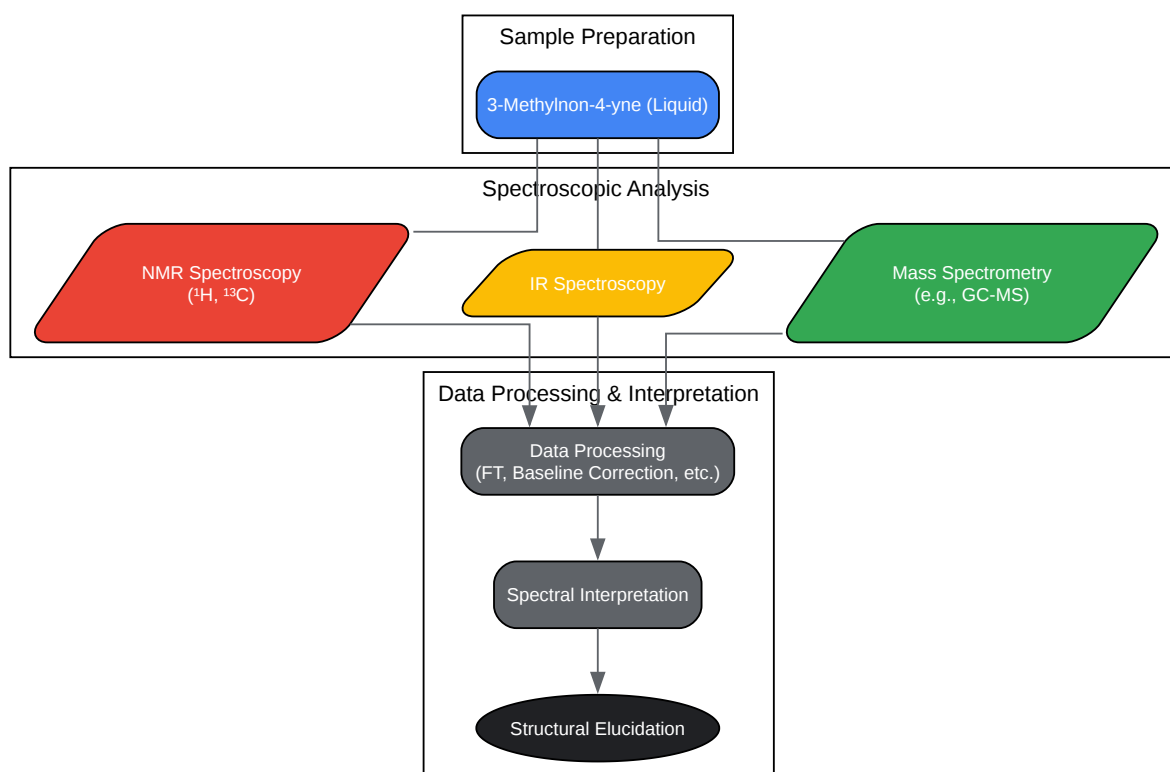 Sample Preparation
3-Methylnon-4-yne (Liquid)
Spectroscopic Analysis
NMR Spectroscopy
(¹H, ¹³C)
IR Spectroscopy
Mass Spectrometry
(e.g., GC-MS)
Data Processing & Interpretation
Data Processing
(FT, Baseline Correction, etc.)
Spectral Interpretation
Structural Elucidation